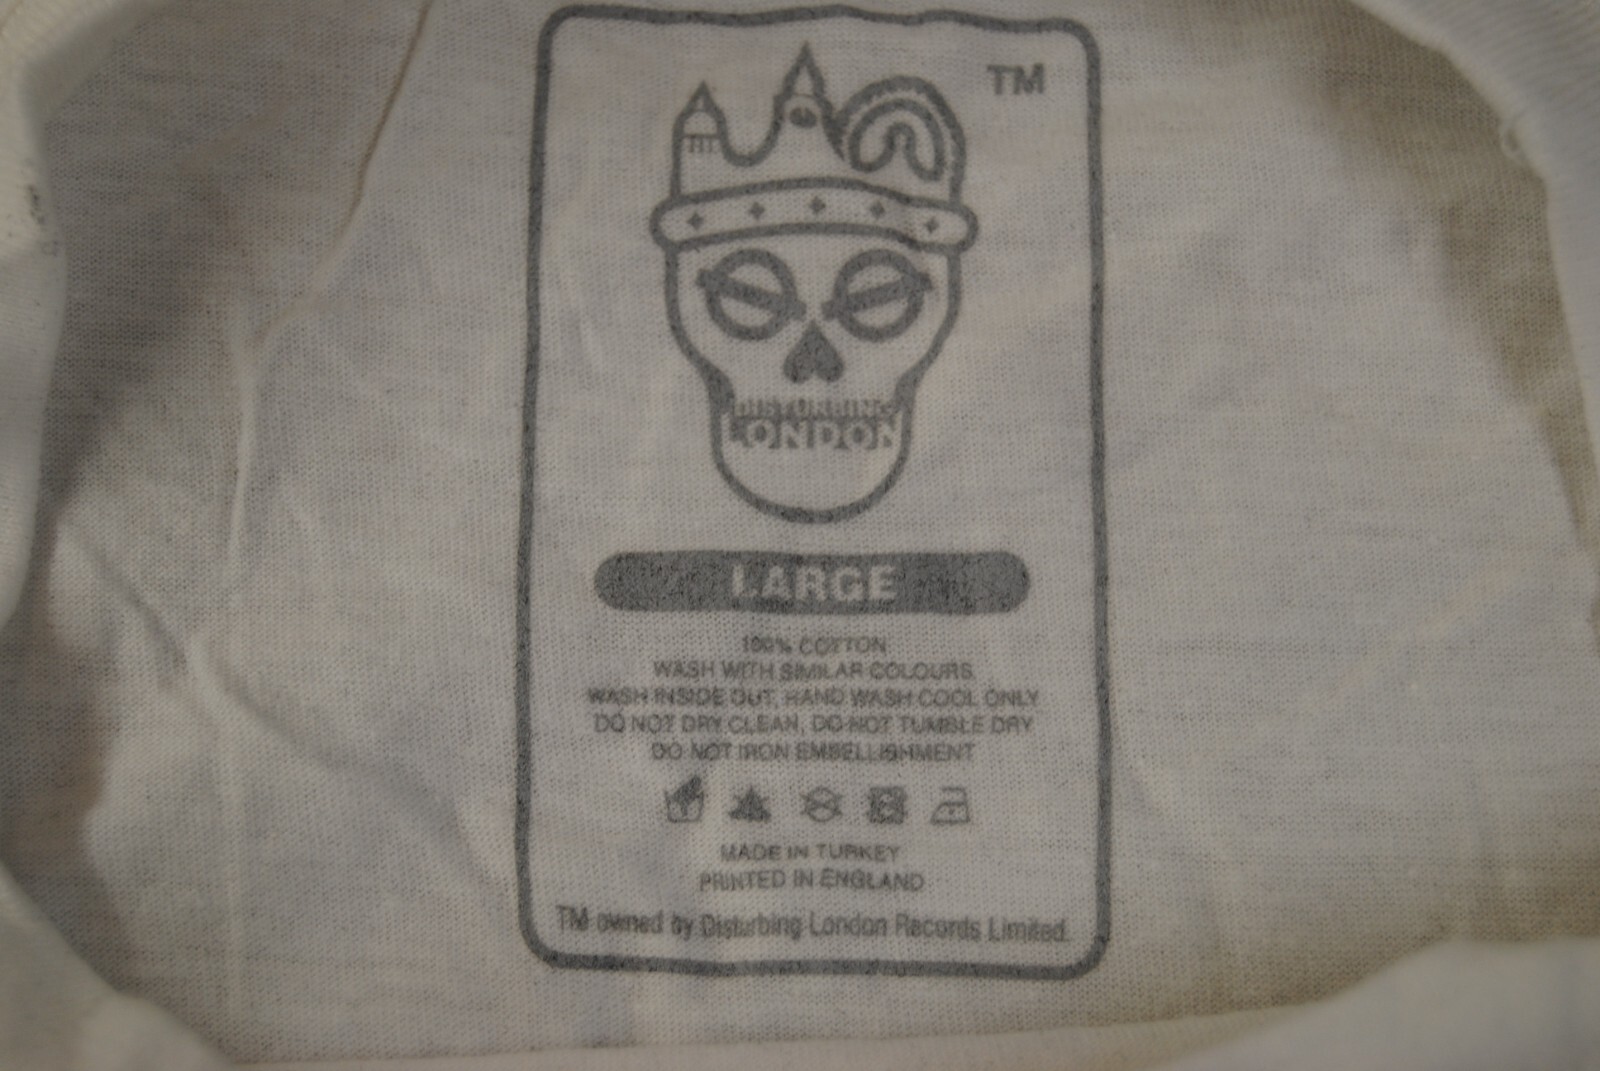 TM
DISTURBING
LONDON
LARGE
100% COTTON
WASH WITH SIMILAR COLOURS
WASH INSIDE OUT, HAND WASH COOL ONLY
DO NOT DRY CLEAN, DO NOT TUMBLE DRY
DO NOT IRON EMBELLISHMENT
MADE IN TURKEY
PRINTED IN ENGLAND
TM owned by Disturbing London Records Limited.